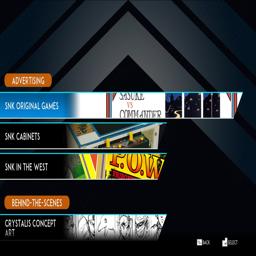 ADVERTISING
SNK ORIGINAL GAMES
SASUKE
VS
COMMANDER
SNK CABINETS
SNK IN THE WEST
P.O.W.
BEHIND-THE-SCENES
CRYSTALIS CONCEPT
ART
BACK
SELECT